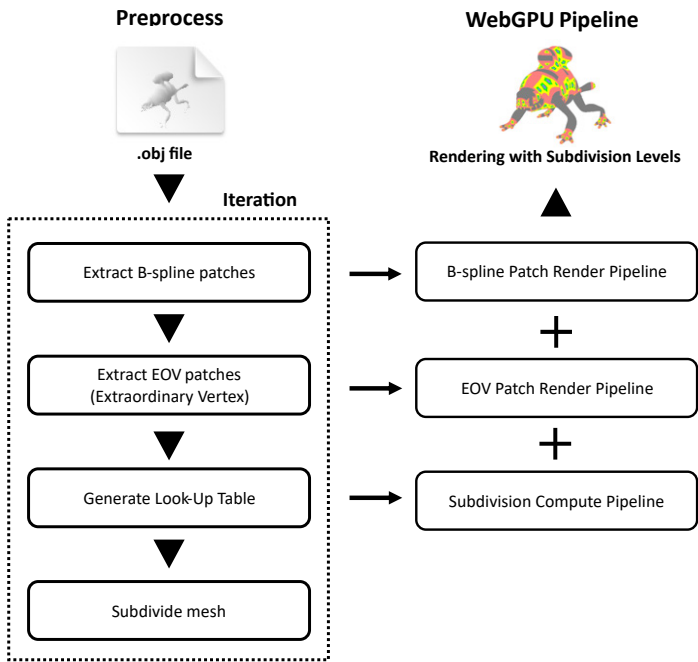 Preprocess
.obj file
Iteration
Extract B-spline patches
Extract EOV patches
(Extraordinary Vertex)
Generate Look-Up Table
Subdivide mesh
WebGPU Pipeline
Rendering with Subdivision Levels
B-spline Patch Render Pipeline
EOV Patch Render Pipeline
Subdivision Compute Pipeline